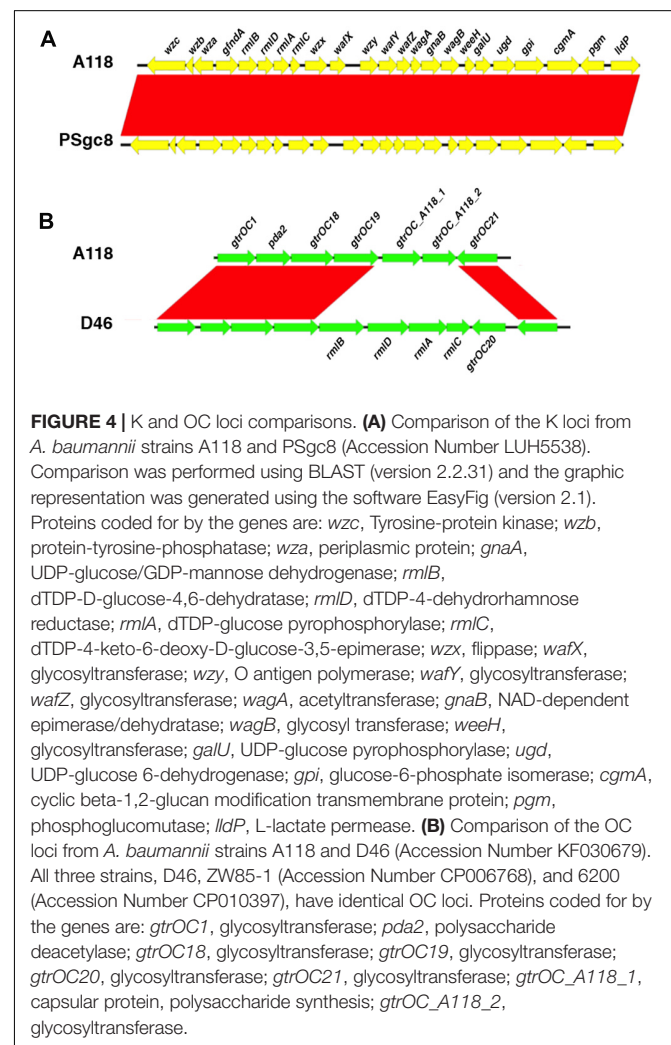 A
wzc wzb wza gfndA rmlB rmlD rmlA rmlC wzx wafX wzy wafY wafZ wagA gnaB wagB weeH galU ugd gpi cgmA pgm lldP
A118
PSgc8
B
gtrOC1 pda2 gtrOC18 gtrOC19 gtrOC_A118_1 gtrOC_A118_2 gtrOC21
A118
D46
rmlB rmlD rmlA rmlC gtrOC20
FIGURE 4 | K and OC loci comparisons. (A) Comparison of the K loci from
A. baumannii strains A118 and PSgc8 (Accession Number LUH5538).
Comparison was performed using BLAST (version 2.2.31) and the graphic
representation was generated using the software EasyFig (version 2.1).
Proteins coded for by the genes are: wzc, Tyrosine-protein kinase; wzb,
protein-tyrosine-phosphatase; wza, periplasmic protein; gnaA,
UDP-glucose/GDP-mannose dehydrogenase; rmlB,
dTDP-D-glucose-4,6-dehydratase; rmlD, dTDP-4-dehydrorhamnose
reductase; rmlA, dTDP-glucose pyrophosphorylase; rmlC,
dTDP-4-keto-6-deoxy-D-glucose-3,5-epimerase; wzx, flippase; wafX,
glycosyltransferase; wzy, O antigen polymerase; wafY, glycosyltransferase;
wafZ, glycosyltransferase; wagA, acetyltransferase; gnaB, NAD-dependent
epimerase/dehydratase; wagB, glycosyl transferase; weeH,
glycosyltransferase; galU, UDP-glucose pyrophosphorylase; ugd,
UDP-glucose 6-dehydrogenase; gpi, glucose-6-phosphate isomerase; cgmA,
cyclic beta-1,2-glucan modification transmembrane protein; pgm,
phosphoglucomutase; lldP, L-lactate permease. (B) Comparison of the OC
loci from A. baumannii strains A118 and D46 (Accession Number KF030679).
All three strains, D46, ZW85-1 (Accession Number CP006768), and 6200
(Accession Number CP010397), have identical OC loci. Proteins coded for by
the genes are: gtrOC1, glycosyltransferase; pda2, polysaccharide
deacetylase; gtrOC18, glycosyltransferase; gtrOC19, glycosyltransferase;
gtrOC20, glycosyltransferase; gtrOC21, glycosyltransferase; gtrOC_A118_1,
capsular protein, polysaccharide synthesis; gtrOC_A118_2,
glycosyltransferase.